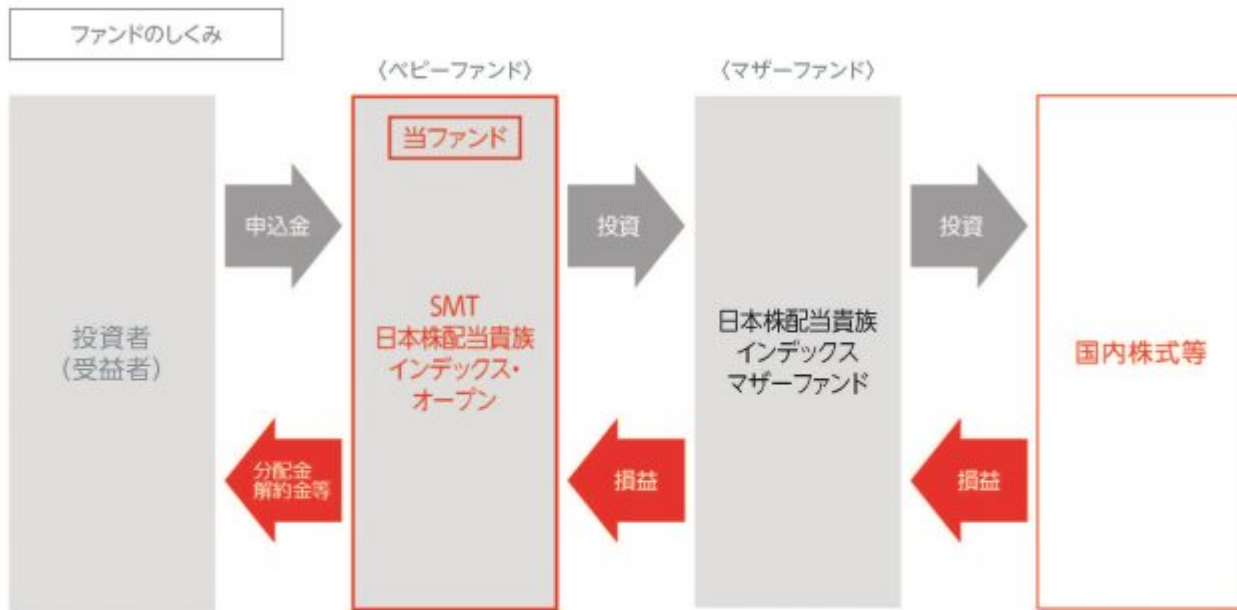 ファンドのしくみ
〈ベビーファンド〉
〈マザーファンド〉
当ファンド
申込金
投資
投資
投資者
(受益者)
SMT
日本株配当貴族
インデックス・
オープン
日本株配当貴族
インデックス
マザーファンド
国内株式等
分配金
解約金等
損益
損益